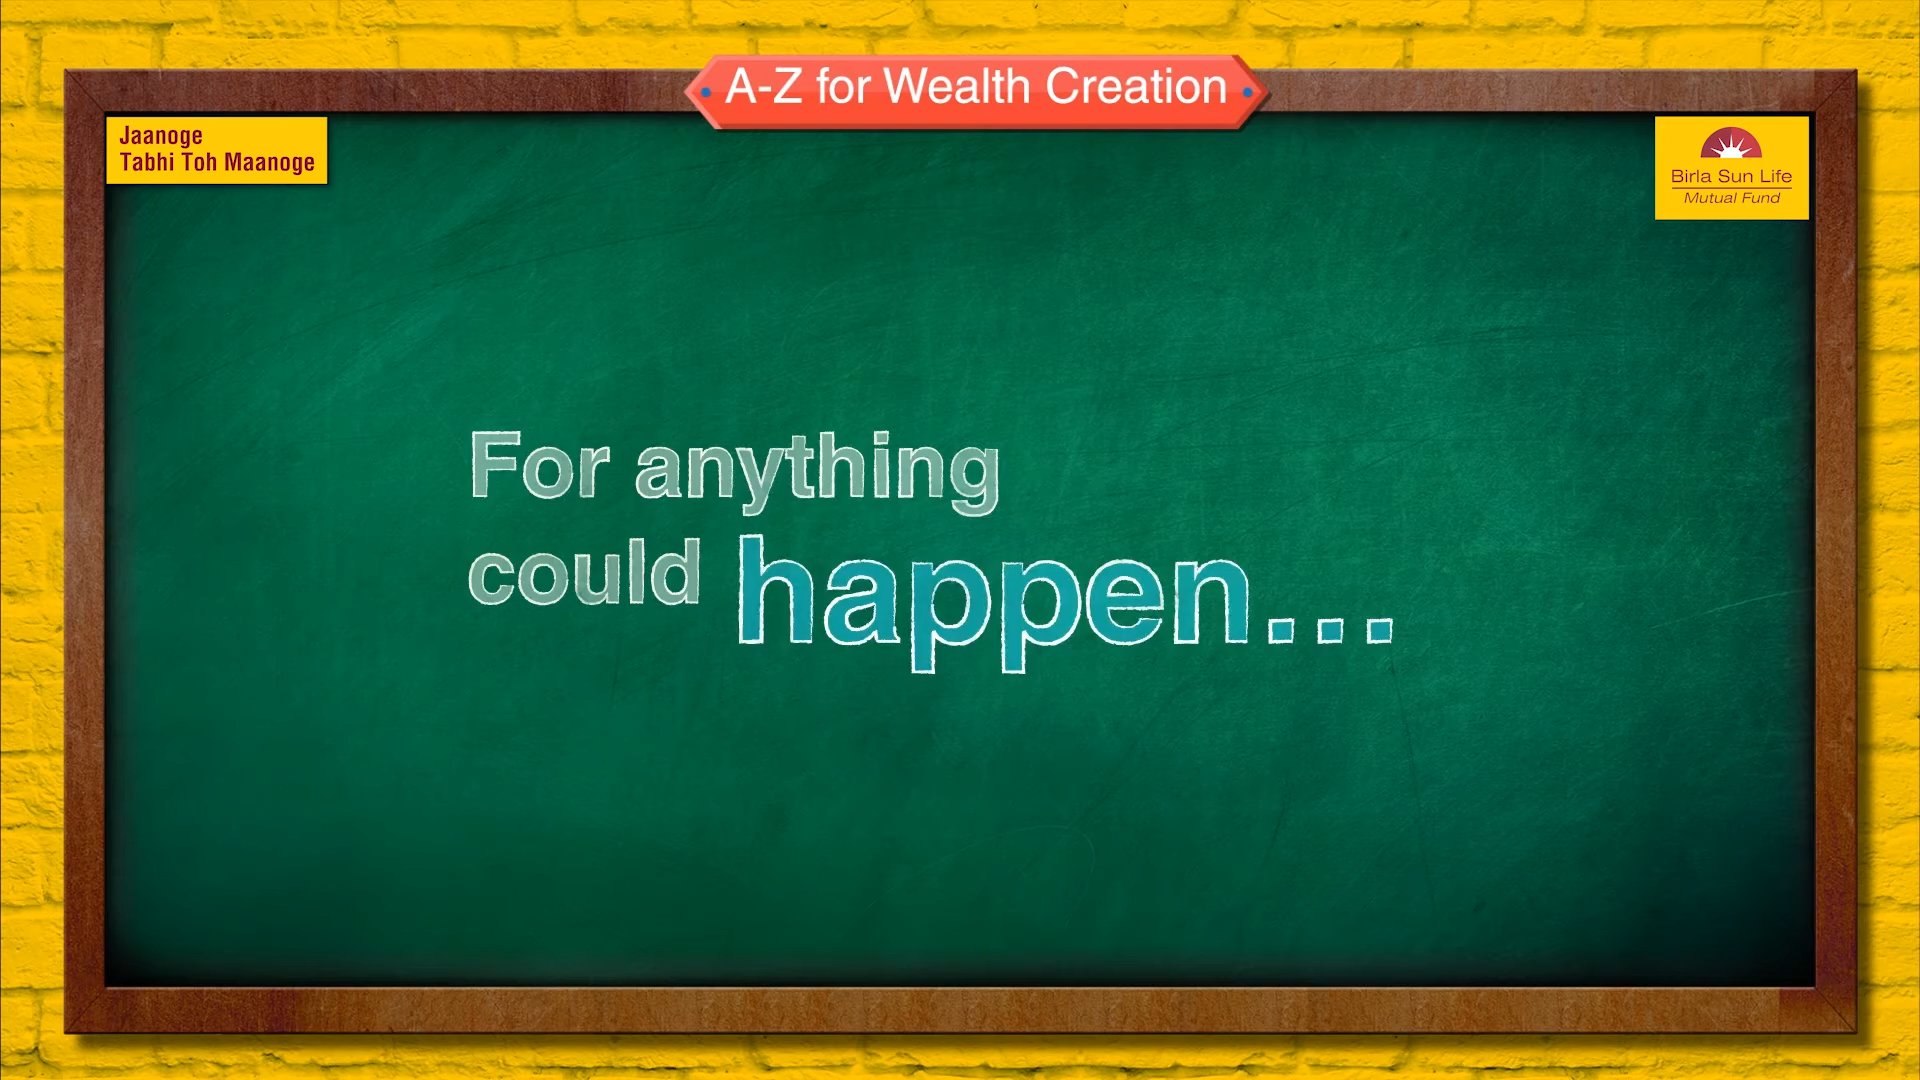 A-Z for Wealth Creation
Jaanoge
Tabhi Toh Maanoge
Birla Sun Life
Mutual Fund
For anything
could happen...